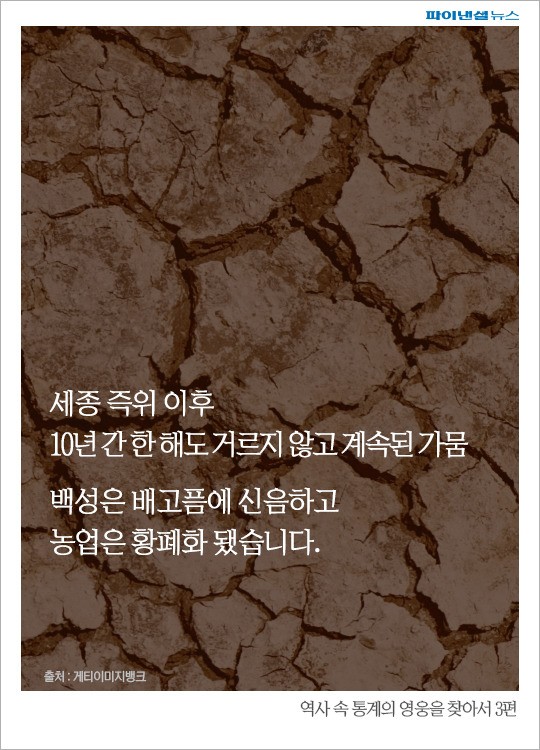 파이낸셜뉴스
세종 즉위 이후
10년 간 한 해도 거르지 않고 계속된 가뭄
백성은 배고픔에 신음하고
농업은 황폐화 됐습니다.
출처 : 게티이미지뱅크
역사 속 통계의 영웅을 찾아서 3편